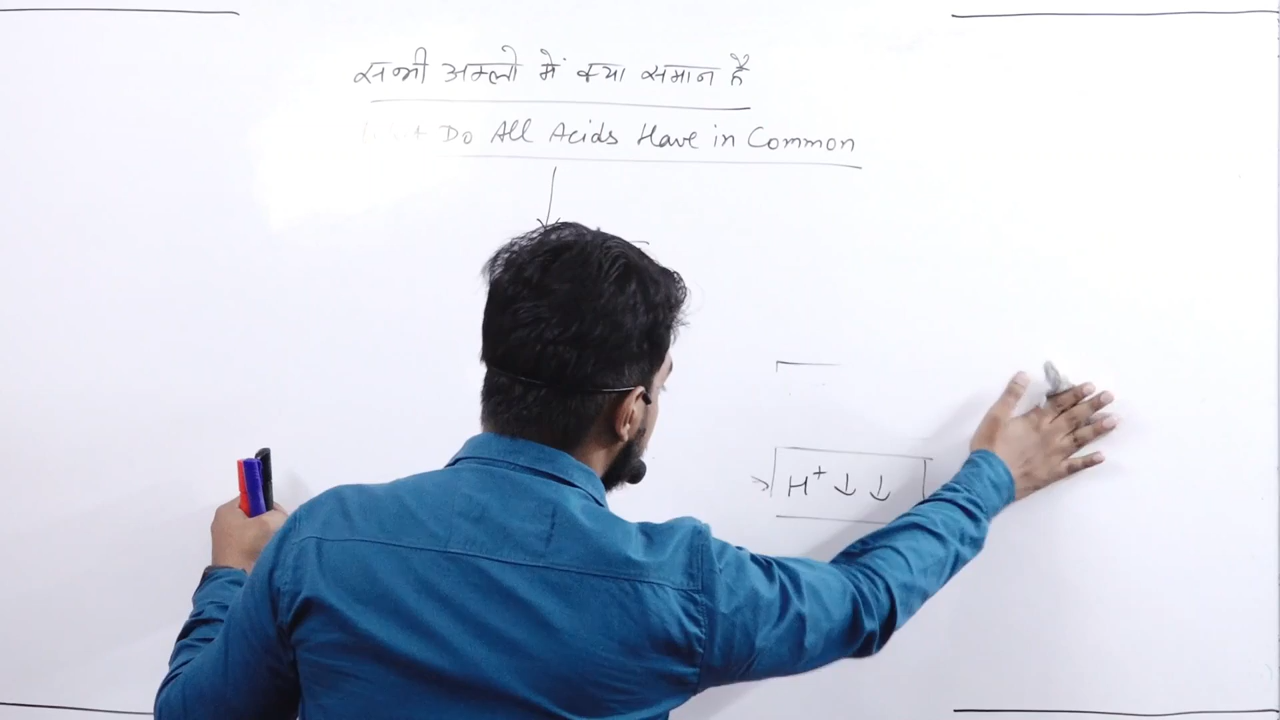 सभी अम्लो में क्या समान है
Do All Acids Have in Common
H⁺ ↓ ↓